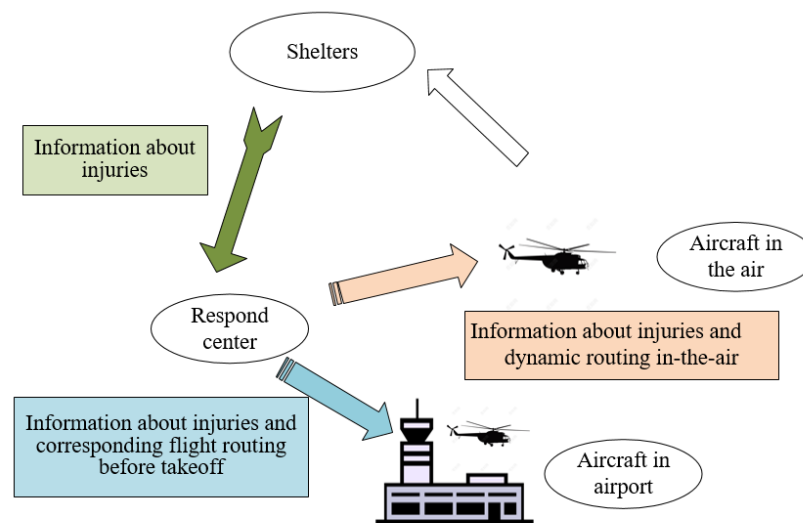 Shelters
Information about
injuries
Aircraft in
the air
Respond
center
Information about injuries and
dynamic routing in-the-air
Information about injuries and
corresponding flight routing
before takeoff
Aircraft in
airport